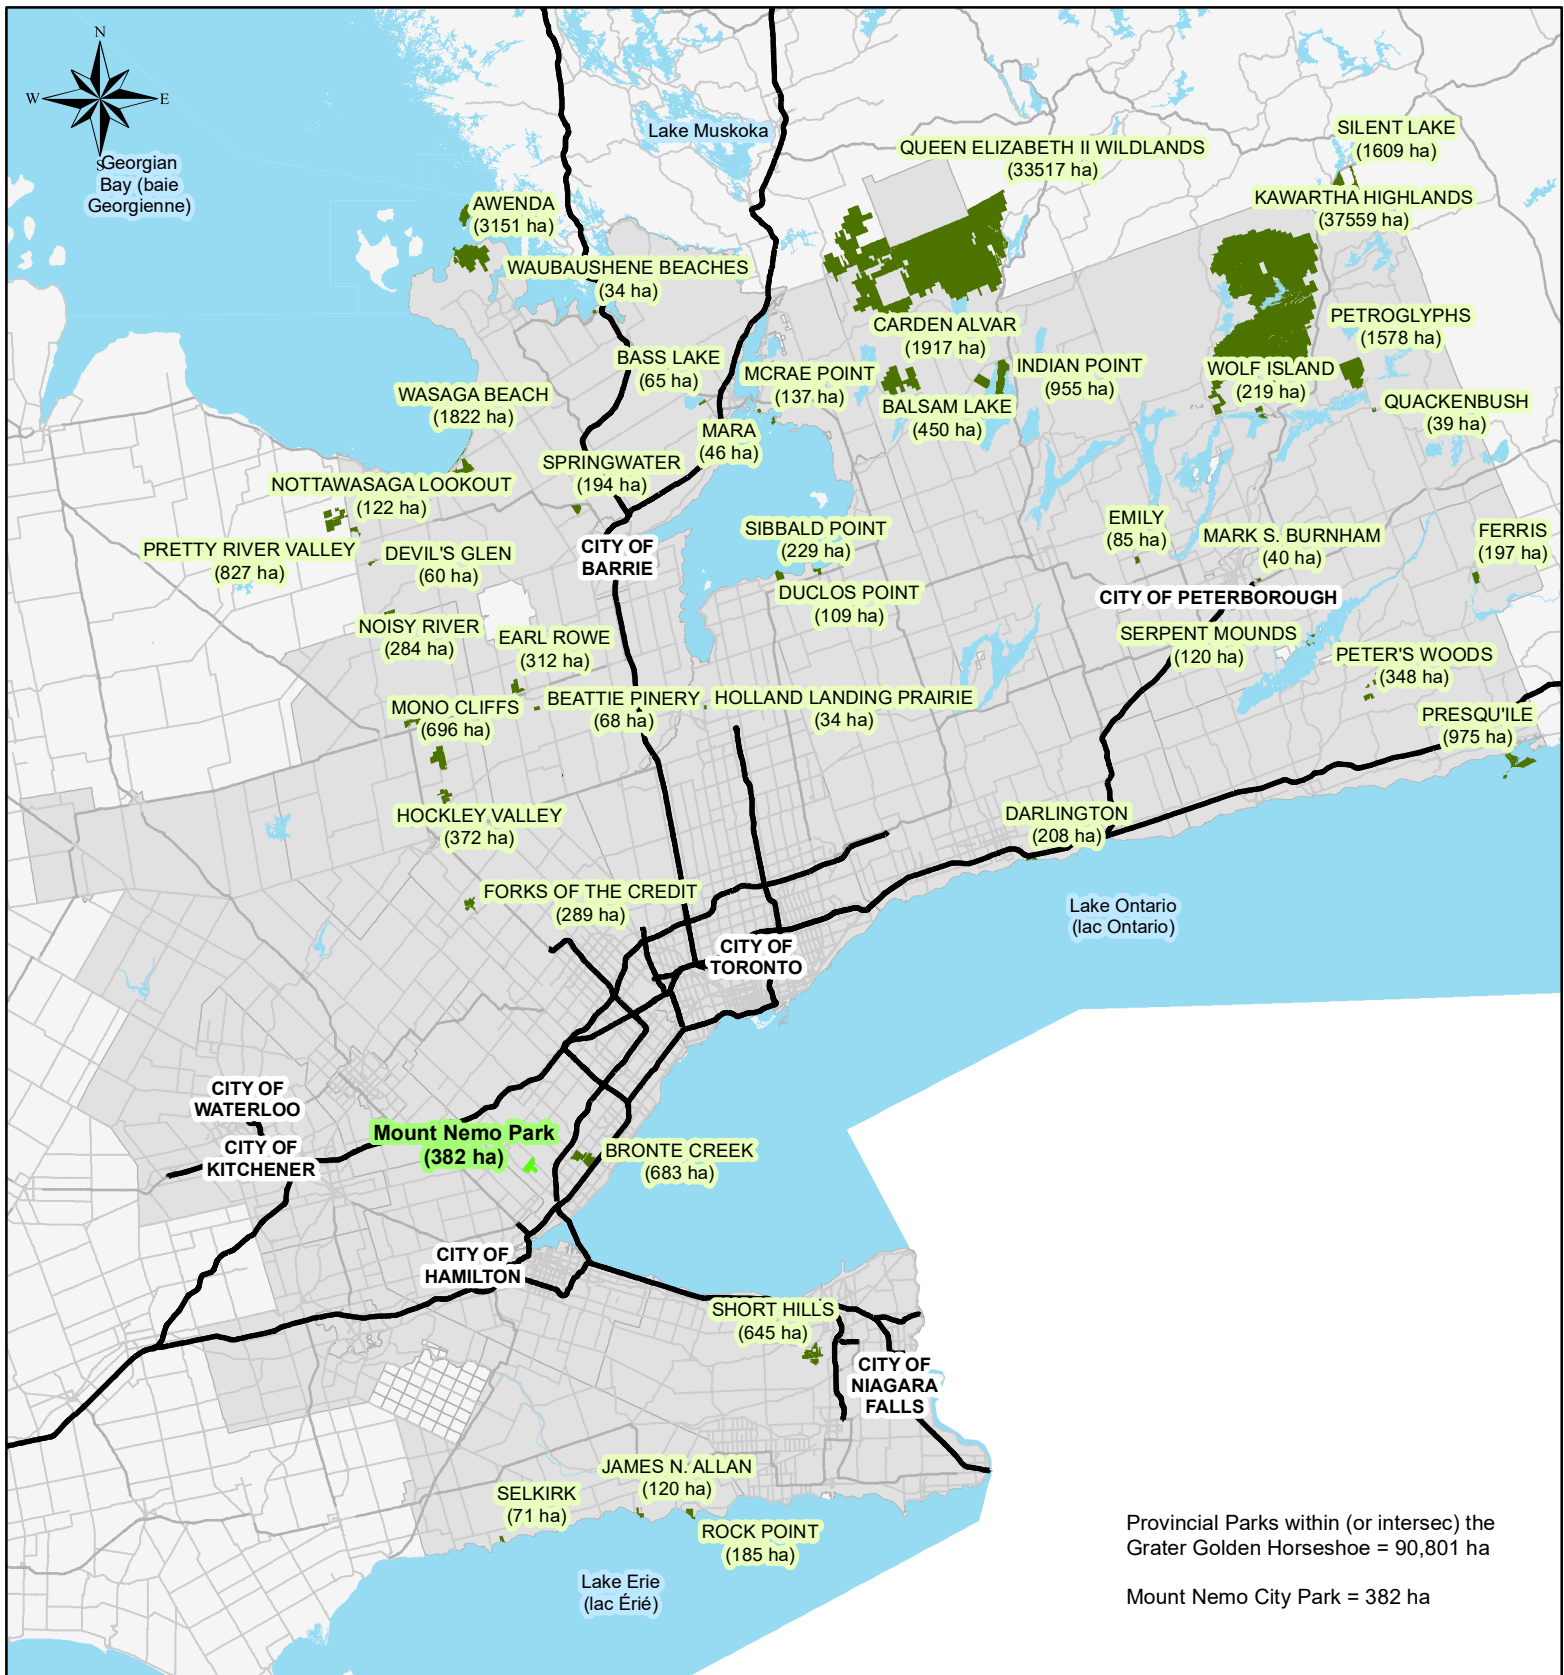 N
W
E
S
Georgian
Bay (baie
Georgienne)
Lake Muskoka
QUEEN ELIZABETH II WILDLANDS
(33517 ha)
SILENT LAKE
(1609 ha)
KAWARTHA HIGHLANDS
(37559 ha)
AWENDA
(3151 ha)
WAUBAUSHENE BEACHES
(34 ha)
CARDEN ALVAR
(1917 ha)
PETROGLYPHS
(1578 ha)
BASS LAKE
(65 ha)
MCRAE POINT
(137 ha)
INDIAN POINT
(955 ha)
WOLF ISLAND
(219 ha)
WASAGA BEACH
(1822 ha)
BALSAM LAKE
(450 ha)
QUACKENBUSH
(39 ha)
MARA
(46 ha)
SPRINGWATER
(194 ha)
NOTTAWASAGA LOOKOUT
(122 ha)
SIBBALD POINT
(229 ha)
EMILY
(85 ha)
MARK S. BURNHAM
(40 ha)
FERRIS
(197 ha)
PRETTY RIVER VALLEY
(827 ha)
DEVIL'S GLEN
(60 ha)
CITY OF
BARRIE
DUCLOS POINT
(109 ha)
CITY OF PETERBOROUGH
NOISY RIVER
(284 ha)
EARL ROWE
(312 ha)
SERPENT MOUNDS
(120 ha)
PETER'S WOODS
(348 ha)
MONO CLIFFS
(696 ha)
BEATTIE PINERY
(68 ha)
HOLLAND LANDING PRAIRIE
(34 ha)
PRESQU'ILE
(975 ha)
HOCKLEY VALLEY
(372 ha)
DARLINGTON
(208 ha)
FORKS OF THE CREDIT
(289 ha)
Lake Ontario
(lac Ontario)
CITY OF
TORONTO
CITY OF
WATERLOO
CITY OF
KITCHENER
Mount Nemo Park
(382 ha)
BRONTE CREEK
(683 ha)
CITY OF
HAMILTON
SHORT HILLS
(645 ha)
CITY OF
NIAGARA
FALLS
JAMES N. ALLAN
(120 ha)
SELKIRK
(71 ha)
ROCK POINT
(185 ha)
Lake Erie
(lac Érié)
Provincial Parks within (or intersec) the
Grater Golden Horseshoe = 90,801 ha
Mount Nemo City Park = 382 ha